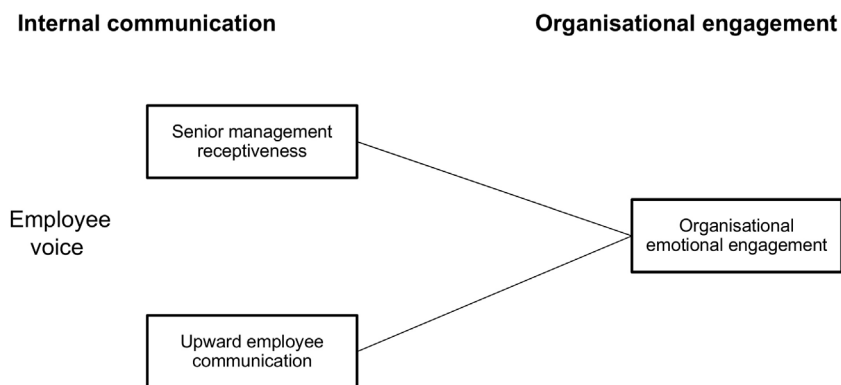 Internal communication
Organisational engagement
Senior management
receptiveness
Employee
voice
Organisational
emotional engagement
Upward employee
communication